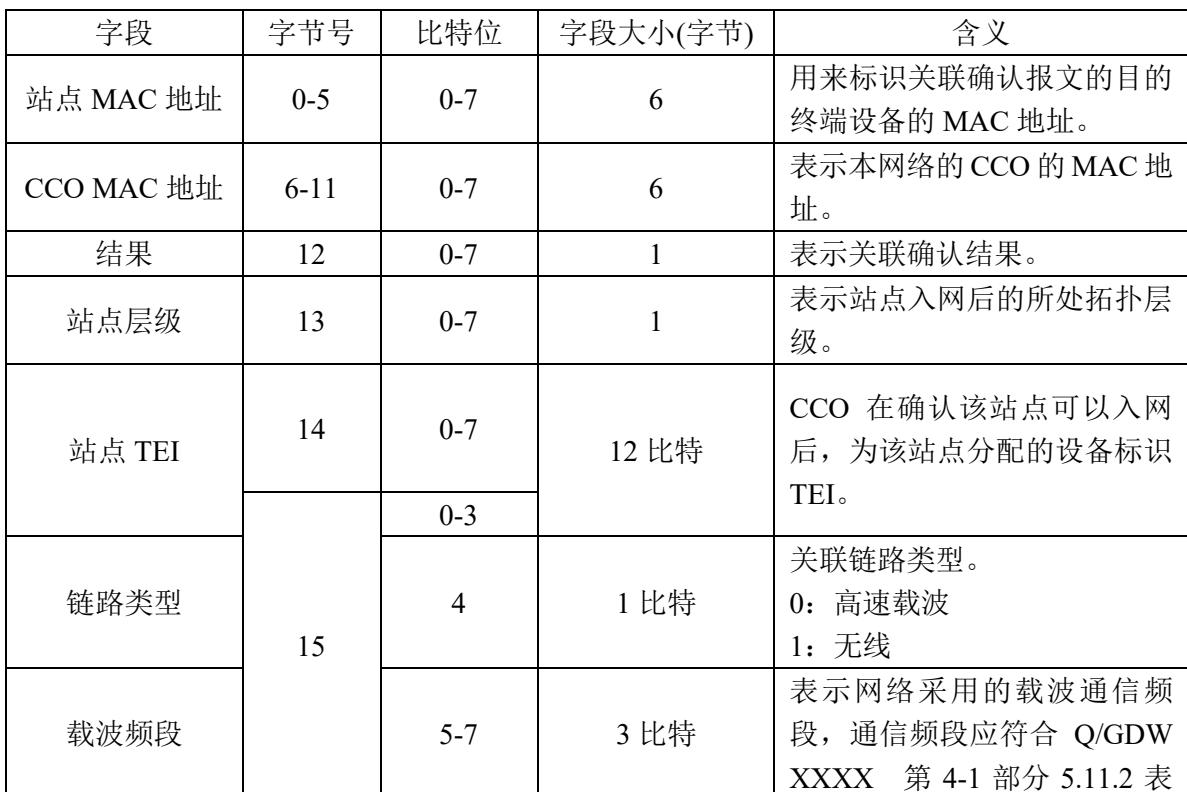 字段 字节号 比特位 字段大小(字节) 含义
站点 MAC 地址 0-5 0-7 6 用来标识关联确认报文的目的
终端设备的 MAC 地址。
CCO MAC 地址 6-11 0-7 6 表示本网络的 CCO 的 MAC 地
址。
结果 12 0-7 1 表示关联确认结果。
站点层级 13 0-7 1 表示站点入网后的所处拓扑层
级。
站点 TEI 14 0-7 12 比特 CCO 在确认该站点可以入网
后，为该站点分配的设备标识
TEI。
0-3
链路类型 15 4 1 比特 关联链路类型。
0：高速载波
1：无线
载波频段 5-7 3 比特 表示网络采用的载波通信频
段，通信频段应符合 Q/GDW
XXXX 第 4-1 部分 5.11.2 表